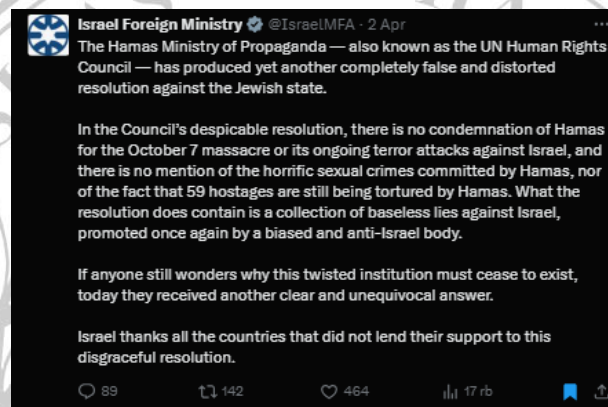 Israel Foreign Ministry @IsraelMFA · 2 Apr
The Hamas Ministry of Propaganda — also known as the UN Human Rights
Council — has produced yet another completely false and distorted
resolution against the Jewish state.
In the Council's despicable resolution, there is no condemnation of Hamas
for the October 7 massacre or its ongoing terror attacks against Israel, and
there is no mention of the horrific sexual crimes committed by Hamas, nor
of the fact that 59 hostages are still being tortured by Hamas. What the
resolution does contain is a collection of baseless lies against Israel,
promoted once again by a biased and anti-Israel body.
If anyone still wonders why this twisted institution must cease to exist,
today they received another clear and unequivocal answer.
Israel thanks all the countries that did not lend their support to this
disgraceful resolution.
89 142 464 17 rb